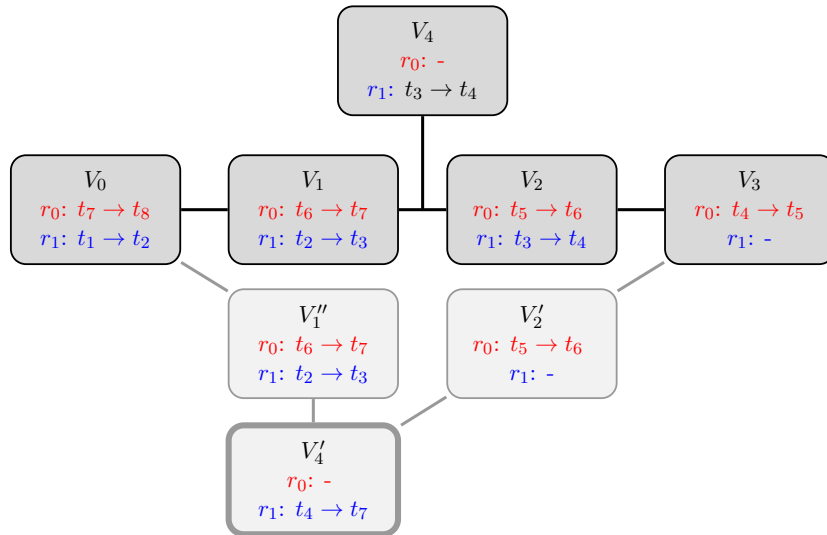 V₄
r₀: -
r₁: t₃ → t₄
V₀
r₀: t₇ → t₈
r₁: t₁ → t₂
V₁
r₀: t₆ → t₇
r₁: t₂ → t₃
V₂
r₀: t₅ → t₆
r₁: t₃ → t₄
V₃
r₀: t₄ → t₅
r₁: -
V₁″
r₀: t₆ → t₇
r₁: t₂ → t₃
V₂′
r₀: t₅ → t₆
r₁: -
V₄′
r₀: -
r₁: t₄ → t₇